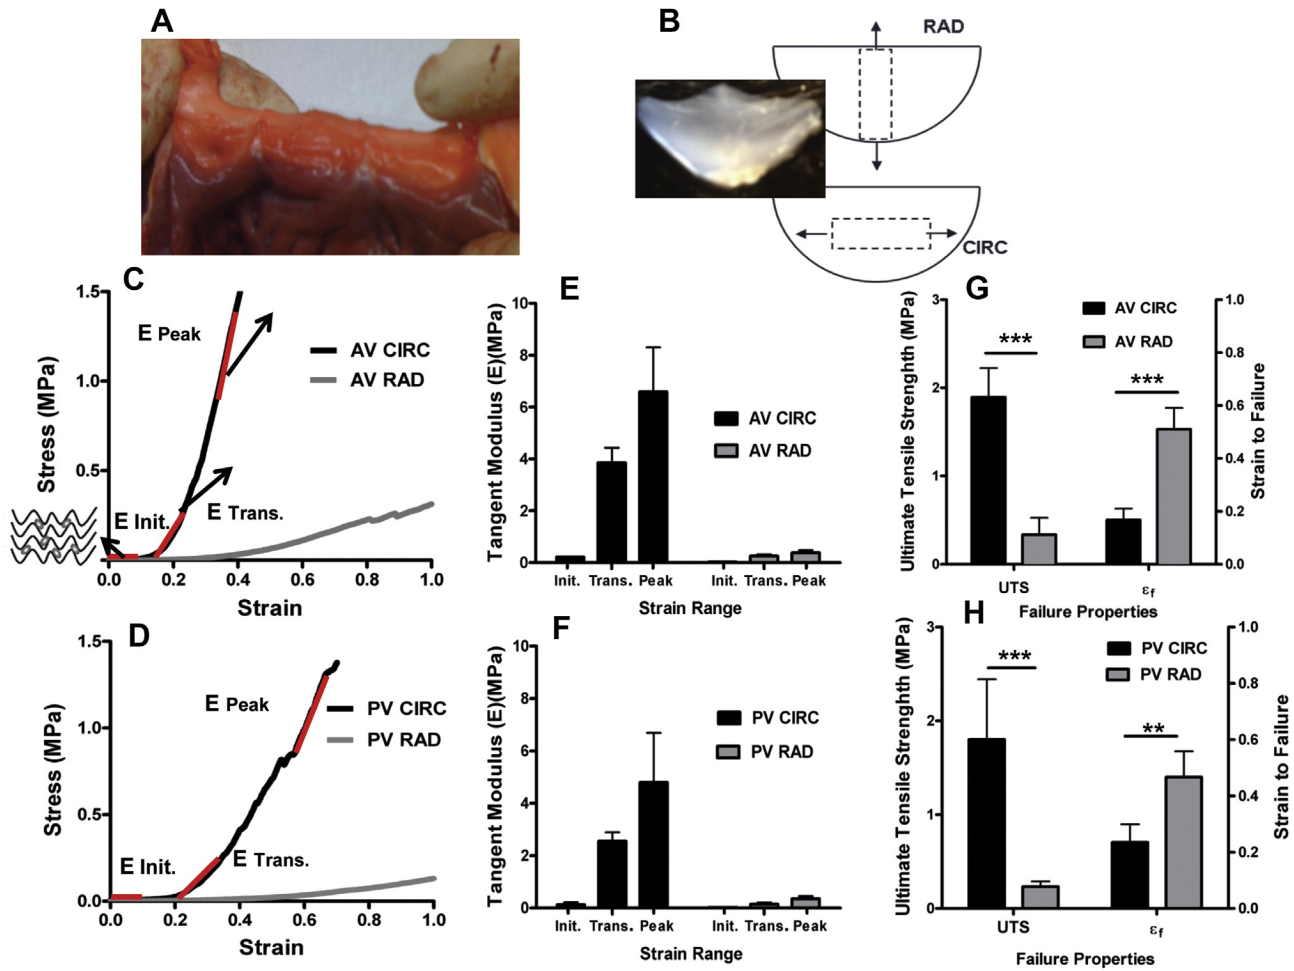 A
B
RAD
CIRC
C
1.5
1.0
0.5
Stress (MPa)
E Peak
AV CIRC
AV RAD
E Init.
E Trans.
0.0 0.2 0.4 0.6 0.8 1.0
Strain
D
1.5
1.0
0.5
0.0
Stress (MPa)
E Peak
PV CIRC
PV RAD
E Init.
E Trans.
0.0 0.2 0.4 0.6 0.8 1.0
Strain
E
10
8
6
4
2
0
Tangent Modulus (E)(MPa)
AV CIRC
AV RAD
Init. Trans. Peak Init. Trans. Peak
Strain Range
F
10
8
6
4
2
0
Tangent Modulus (E)(MPa)
PV CIRC
PV RAD
Init. Trans. Peak Init. Trans. Peak
Strain Range
G
3
2
1
0
Ultimate Tensile Strenghth (MPa)
AV CIRC
AV RAD
***
***
1.0
0.8
0.6
0.4
0.2
0.0
Strain to Failure
UTS εf
Failure Properties
H
3
2
1
0
Ultimate Tensile Strenghth (MPa)
PV CIRC
PV RAD
***
**
1.0
0.8
0.6
0.4
0.2
0.0
Strain to Failure
UTS εf
Failure Properties